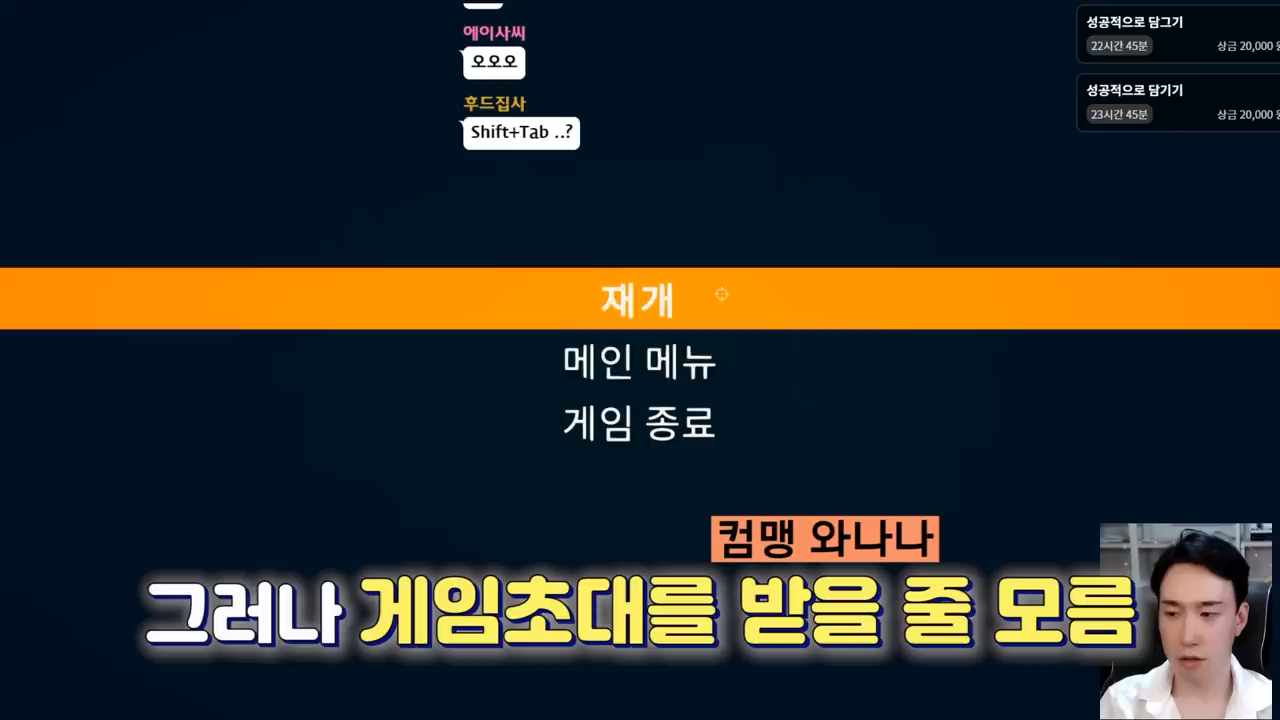 에이사씨
오오오
후드집사
Shift+Tab ..?
성공적으로 담그기
22시간 45분
상금 20,000 원
성공적으로 담기기
23시간 45분
상금 20,000 원
재개
메인 메뉴
게임 종료
컴맹 와나나
그러나 게임초대를 받을 줄 모름